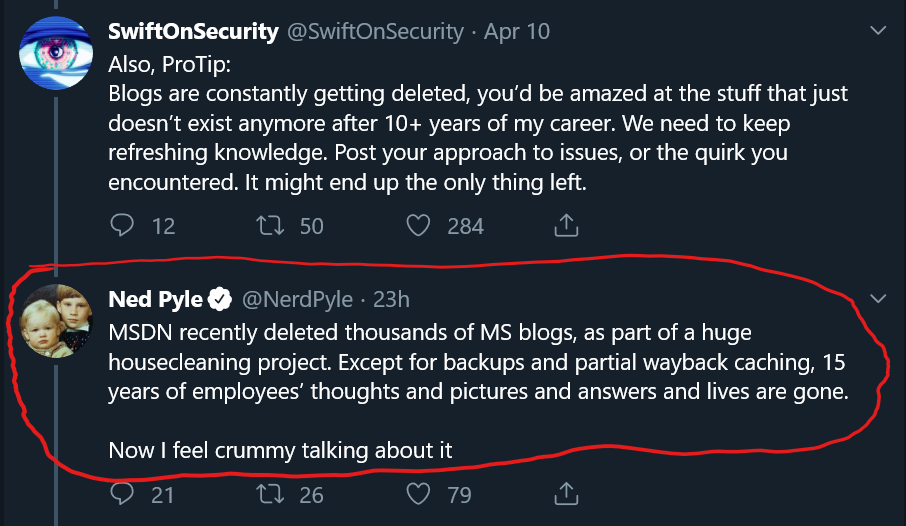 SwiftOnSecurity @SwiftOnSecurity · Apr 10
Also, ProTip:
Blogs are constantly getting deleted, you’d be amazed at the stuff that just
doesn’t exist anymore after 10+ years of my career. We need to keep
refreshing knowledge. Post your approach to issues, or the quirk you
encountered. It might end up the only thing left.
12 50 284
Ned Pyle @NerdPyle · 23h
MSDN recently deleted thousands of MS blogs, as part of a huge
housecleaning project. Except for backups and partial wayback caching, 15
years of employees’ thoughts and pictures and answers and lives are gone.
Now I feel crummy talking about it
21 26 79